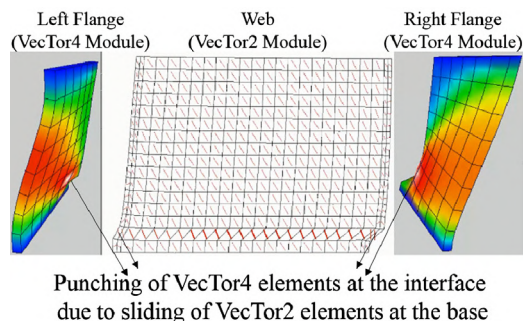 Left Flange
(VecTor4 Module)
Web
(VecTor2 Module)
Right Flange
(VecTor4 Module)
Punching of VecTor4 elements at the interface
due to sliding of VecTor2 elements at the base